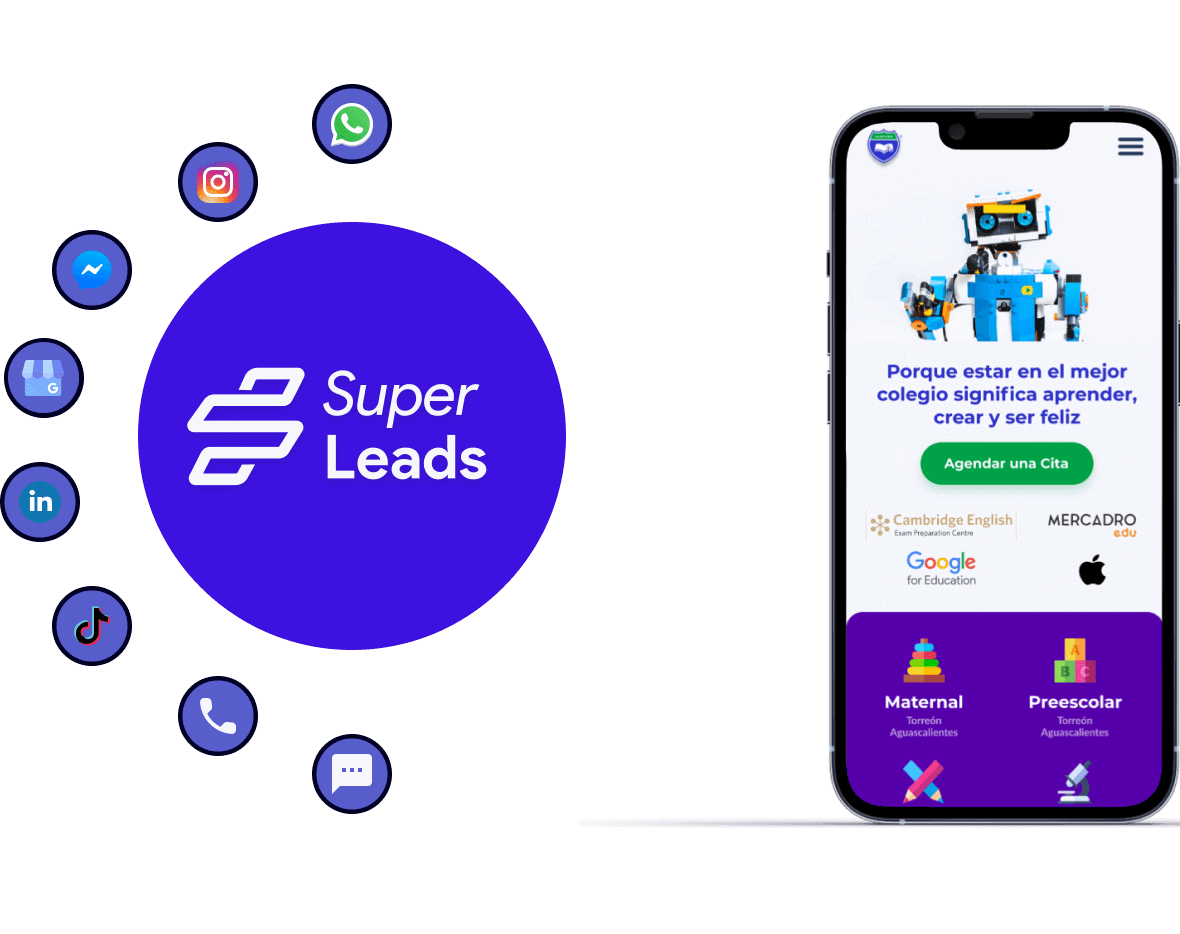 Super
Leads
G
in
Porque estar en el mejor
colegio significa aprender,
crear y ser feliz
Agendar una Cita
Cambridge English
Exam Preparation Centre
MERCADRO
edu
Google
for Education
A
B C
Maternal
Torreón
Aguascalientes
Preescolar
Torreón
Aguascalientes